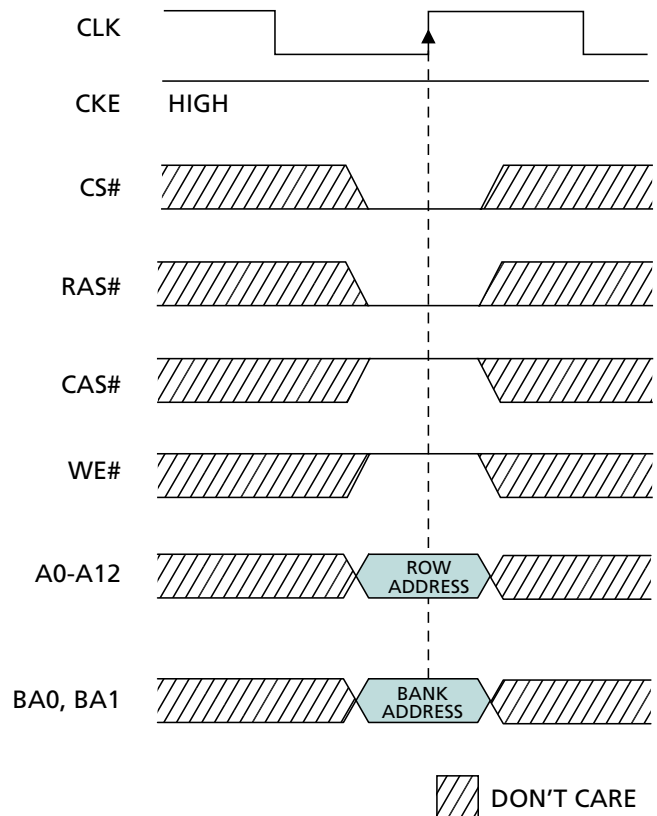 CLK
CKE HIGH
CS#
RAS#
CAS#
WE#
A0-A12 ROW
ADDRESS
BA0, BA1 BANK
ADDRESS
DON'T CARE